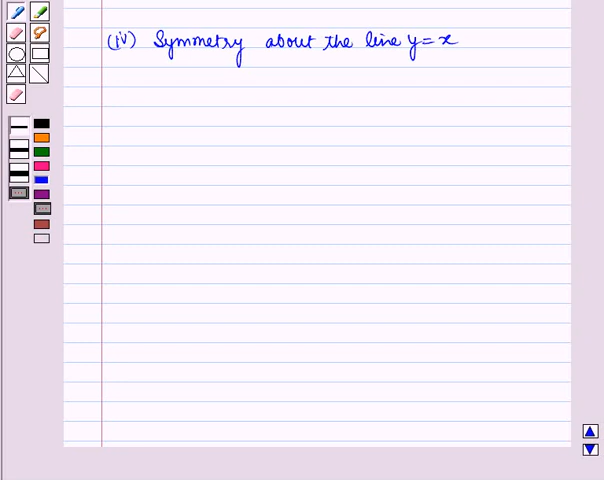 (iv) Symmetry about the line y = x